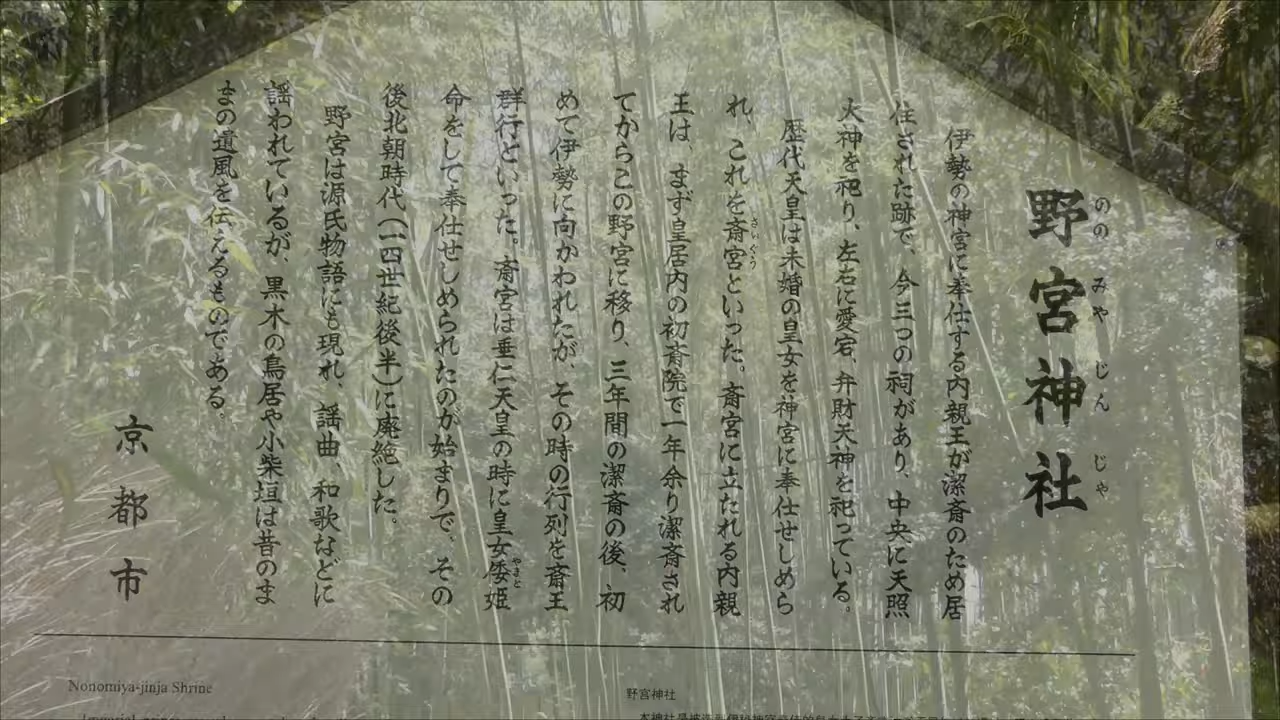 野宮神社
ののみやじんじゃ
伊勢の神宮に奉仕する内親王が潔斎のため居
住された跡で、今三つの祠があり、中央に天照
大神を祀り、左右に愛宕、弁財天神を祀っている。
歴代天皇は未婚の皇女を神宮に奉仕せしめら
れ、これを斎宮といった。斎宮に立たれる内親
さいぐう
王は、まず皇居内の初斎院で一年余り潔斎され
てからこの野宮に移り、三年間の潔斎の後、初
めて伊勢に向かわれたが、その時の行列を斎王
群行といった。斎宮は垂仁天皇の時に皇女倭姫
やまと
命をして奉仕せしめられたのが始まりで、その
後北朝時代(一四世紀後半)に廃絶した。
野宮は源氏物語にも現れ、謡曲、和歌などに
謡われているが、黒木の鳥居や小柴垣は昔のま
まの遺風を伝えるものである。
京都市
Nonomiya-jinja Shrine
野宮神社